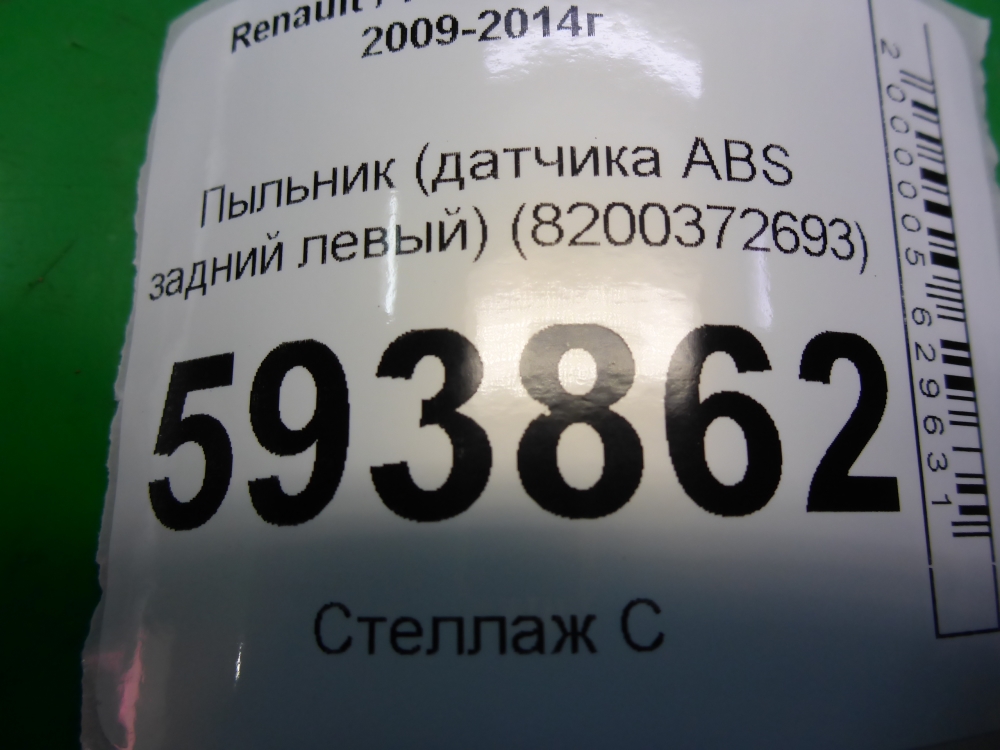 Renault
2009-2014г
Пыльник (датчика ABS
задний левый) (8200372693)
593862
Стеллаж С
2000005629631